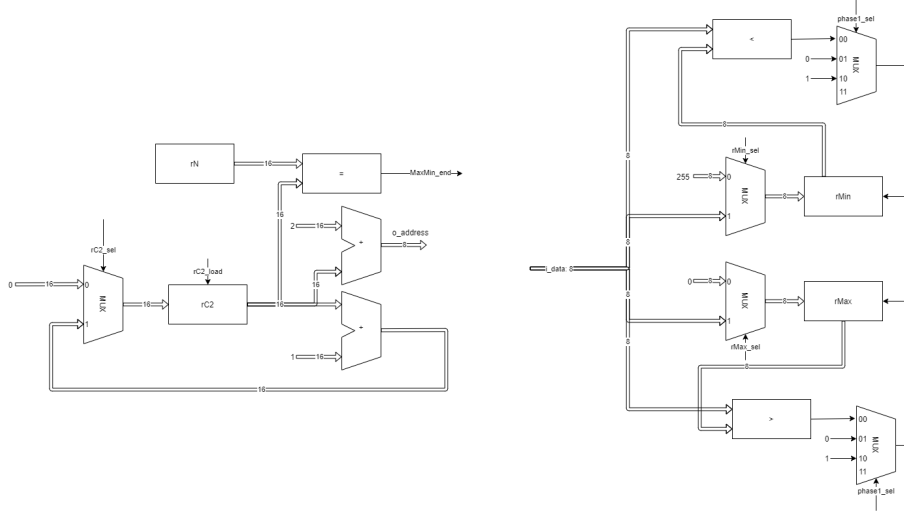 rN
16
=
MaxMin_end
16
2
16
+
o_address
8
rC2_sel
0
16
0
MUX
1
16
rC2_load
rC2
16
16
+
1
16
16
phase1_sel
<
00
0
01
1
10
11
MUX
8
8
rMin_sel
255
8
0
MUX
1
8
rMin
8
i_data: 8
8
0
8
0
MUX
1
8
rMax
rMax_sel
8
8
>
00
0
01
1
10
11
MUX
phase1_sel